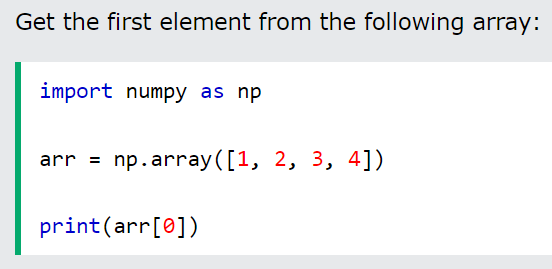 Get the first element from the following array:
import numpy as np
arr = np.array([1, 2, 3, 4])
print(arr[0])